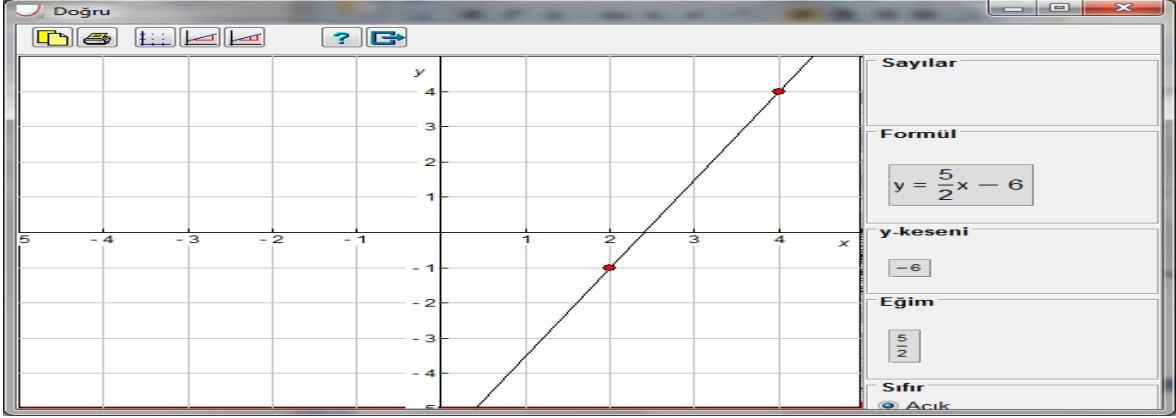 Doğru
?
y
4
3
2
1
5 -4 -3 -2 -1 1 2 3 4 x
-1
-2
-3
-4
Sayılar
Formül
y = 5/2 x − 6
y-keseni
−6
Eğim
5/2
Sıfır
Açık